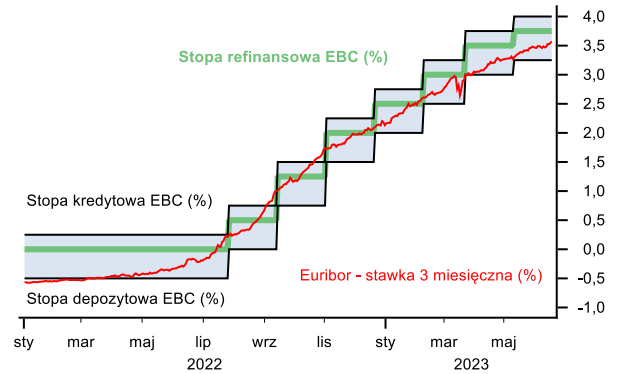 4,0
Stopa refinansowa EBC (%)
3,5
3,0
2,5
2,0
1,5
1,0
Stopa kredytowa EBC (%)
0,5
0,0
Euribor - stawka 3 miesięczna (%)
-0,5
Stopa depozytowa EBC (%)
-1,0
sty mar maj lip wrz lis sty mar maj
2022 2023